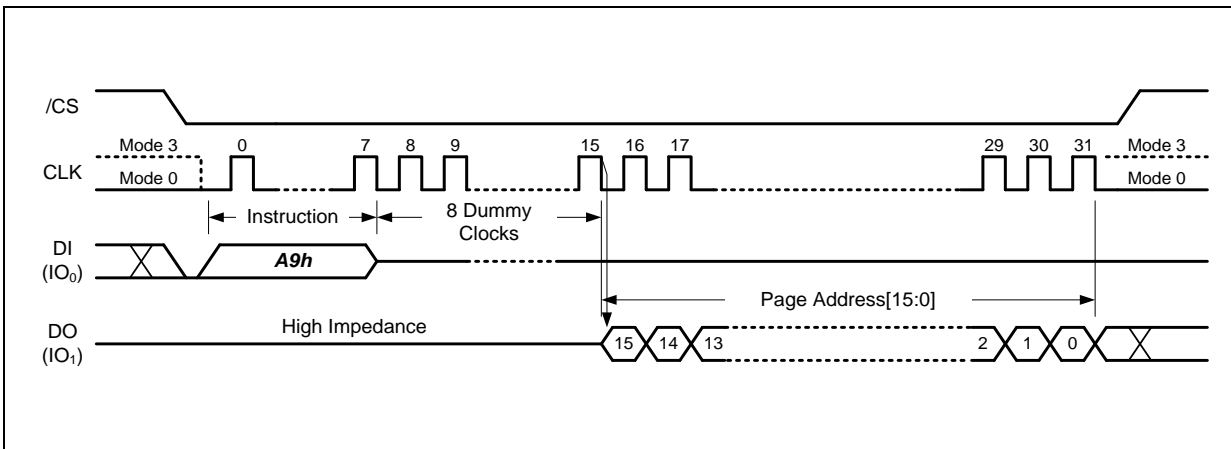 /CS
Mode 3 0 7 8 9 15 16 17 29 30 31 Mode 3
CLK
Mode 0 Mode 0
Instruction 8 Dummy
Clocks
DI
(IO0)
A9h
Page Address[15:0]
High Impedance
DO
(IO1)
15 14 13 2 1 0